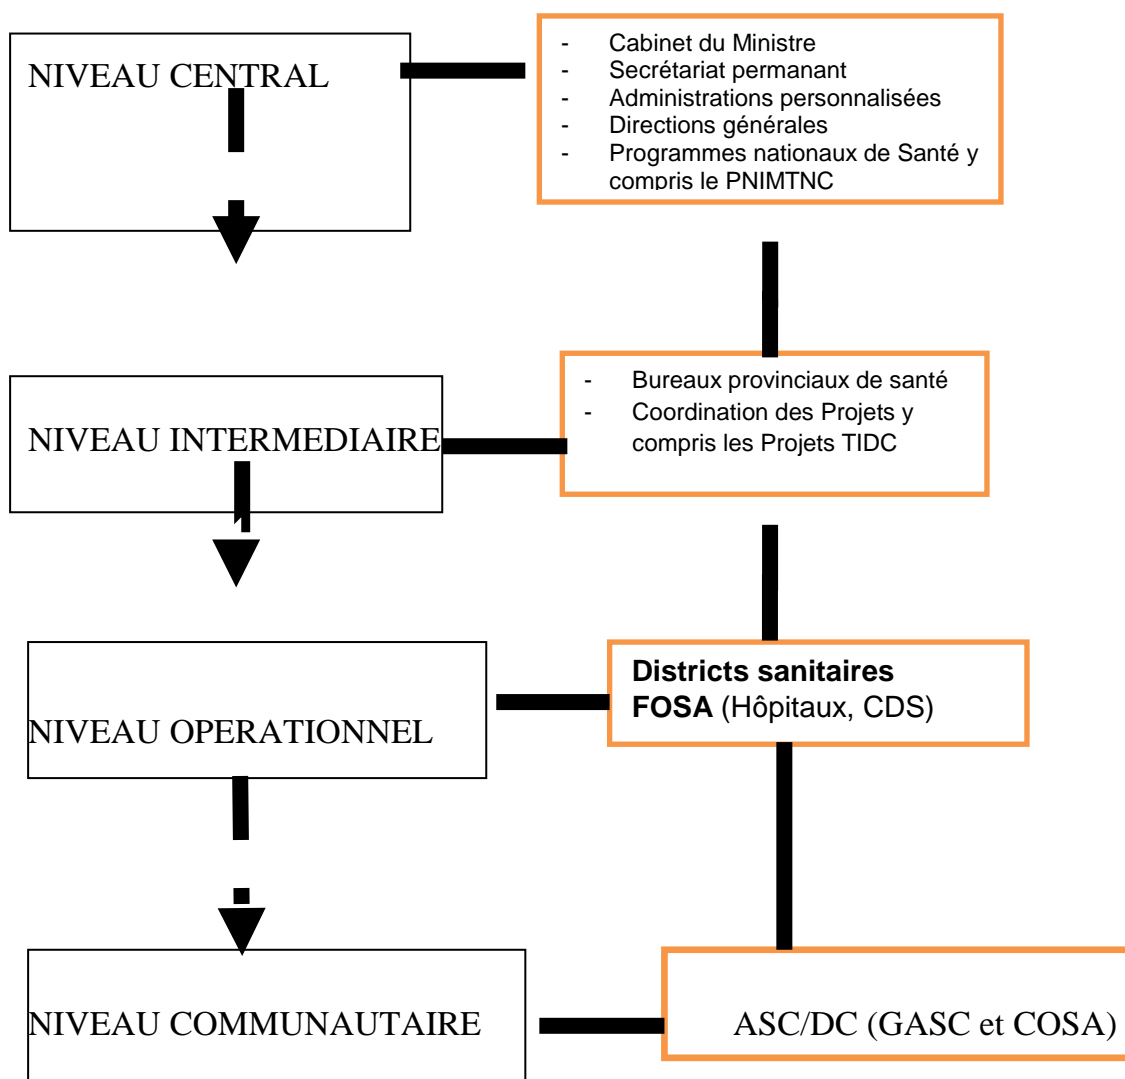 NIVEAU CENTRAL
- Cabinet du Ministre
- Secrétariat permanant
- Administrations personnalisées
- Directions générales
- Programmes nationaux de Santé y
compris le PNIMTNC
NIVEAU INTERMEDIAIRE
- Bureaux provinciaux de santé
- Coordination des Projets y
compris les Projets TIDC
NIVEAU OPERATIONNEL
Districts sanitaires
FOSA (Hôpitaux, CDS)
NIVEAU COMMUNAUTAIRE
ASC/DC (GASC et COSA)